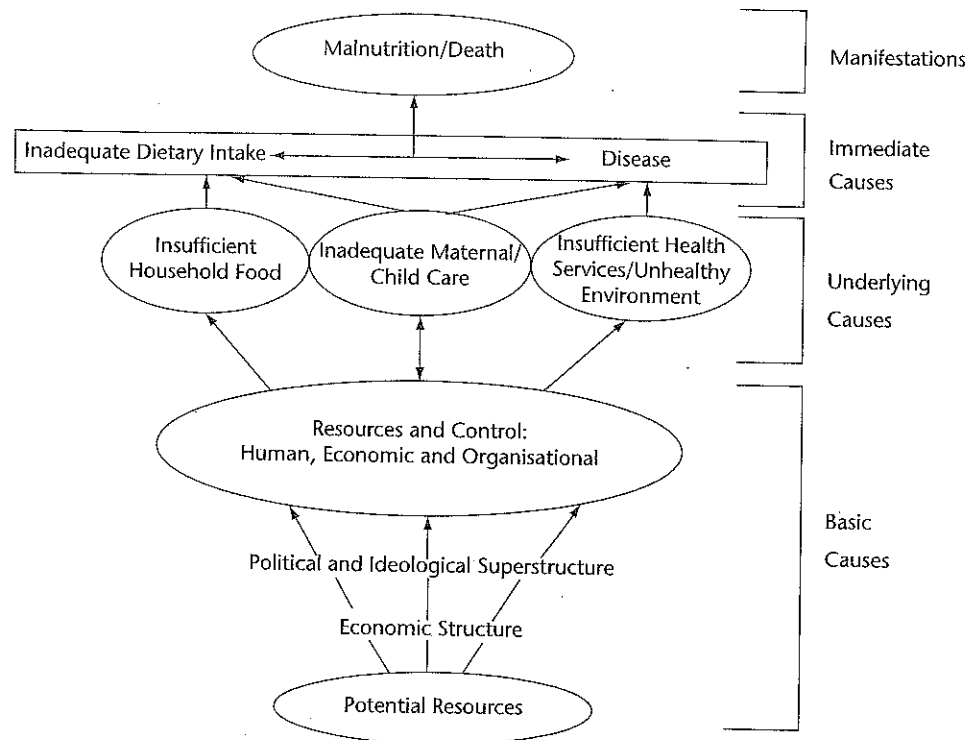 Malnutrition/Death
Manifestations
Inadequate Dietary Intake
Disease
Immediate
Causes
Insufficient
Household Food
Inadequate Maternal/
Child Care
Insufficient Health
Services/Unhealthy
Environment
Underlying
Causes
Resources and Control:
Human, Economic and Organisational
Political and Ideological Superstructure
Economic Structure
Potential Resources
Basic
Causes